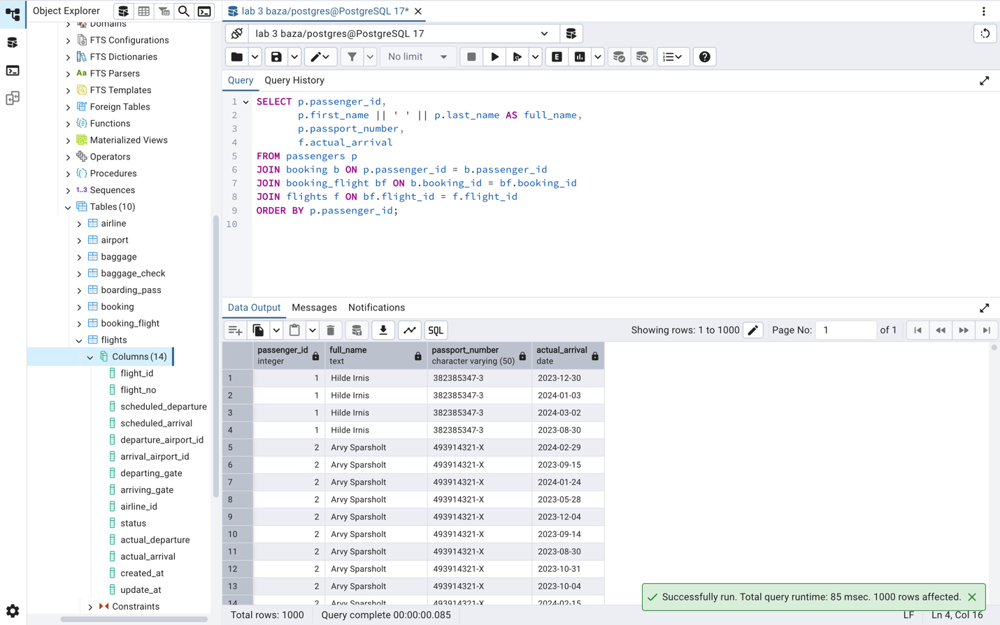 Object Explorer
lab 3 baza/postgres@PostgreSQL 17*
Domains
FTS Configurations
FTS Dictionaries
Aa FTS Parsers
FTS Templates
Foreign Tables
Functions
Materialized Views
Operators
Procedures
1..3 Sequences
Tables (10)
airline
airport
baggage
baggage_check
boarding_pass
booking
booking_flight
flights
Columns (14)
flight_id
flight_no
scheduled_departure
scheduled_arrival
departure_airport_id
arrival_airport_id
departing_gate
arriving_gate
airline_id
status
actual_departure
actual_arrival
created_at
update_at
Constraints
lab 3 baza/postgres@PostgreSQL 17
No limit
E
Query Query History
1 SELECT p.passenger_id,
2 p.first_name || ' ' || p.last_name AS full_name,
3 p.passport_number,
4 f.actual_arrival
5 FROM passengers p
6 JOIN booking b ON p.passenger_id = b.passenger_id
7 JOIN booking_flight bf ON b.booking_id = bf.booking_id
8 JOIN flights f ON bf.flight_id = f.flight_id
9 ORDER BY p.passenger_id;
10
Data Output Messages Notifications
SQL Showing rows: 1 to 1000 Page No: 1 of 1
passenger_id full_name passport_number actual_arrival
integer text character varying (50) date
1 1 Hilde Irnis 382385347-3 2023-12-30
2 1 Hilde Irnis 382385347-3 2024-01-03
3 1 Hilde Irnis 382385347-3 2024-03-02
4 1 Hilde Irnis 382385347-3 2023-08-30
5 2 Arvy Sparsholt 493914321-X 2024-02-29
6 2 Arvy Sparsholt 493914321-X 2023-09-15
7 2 Arvy Sparsholt 493914321-X 2024-01-24
8 2 Arvy Sparsholt 493914321-X 2023-05-28
9 2 Arvy Sparsholt 493914321-X 2023-12-04
10 2 Arvy Sparsholt 493914321-X 2023-09-14
11 2 Arvy Sparsholt 493914321-X 2023-08-30
12 2 Arvy Sparsholt 493914321-X 2023-10-31
13 2 Arvy Sparsholt 493914321-X 2023-10-04
14 2 Arvy Sparsholt 493914321-X 2024-02-15
Successfully run. Total query runtime: 85 msec. 1000 rows affected.
Total rows: 1000 Query complete 00:00:00.085 LF Ln 4, Col 16